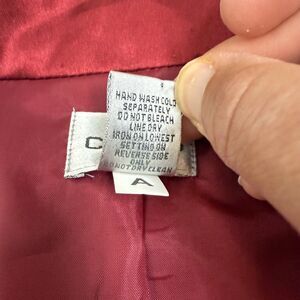 HAND WASH COLD
SEPARATELY
DO NOT BLEACH
LINE DRY
IRON ON LOWEST
SETTING ON
REVERSE SIDE
ONLY
DO NOT DRY CLEAN
C
A